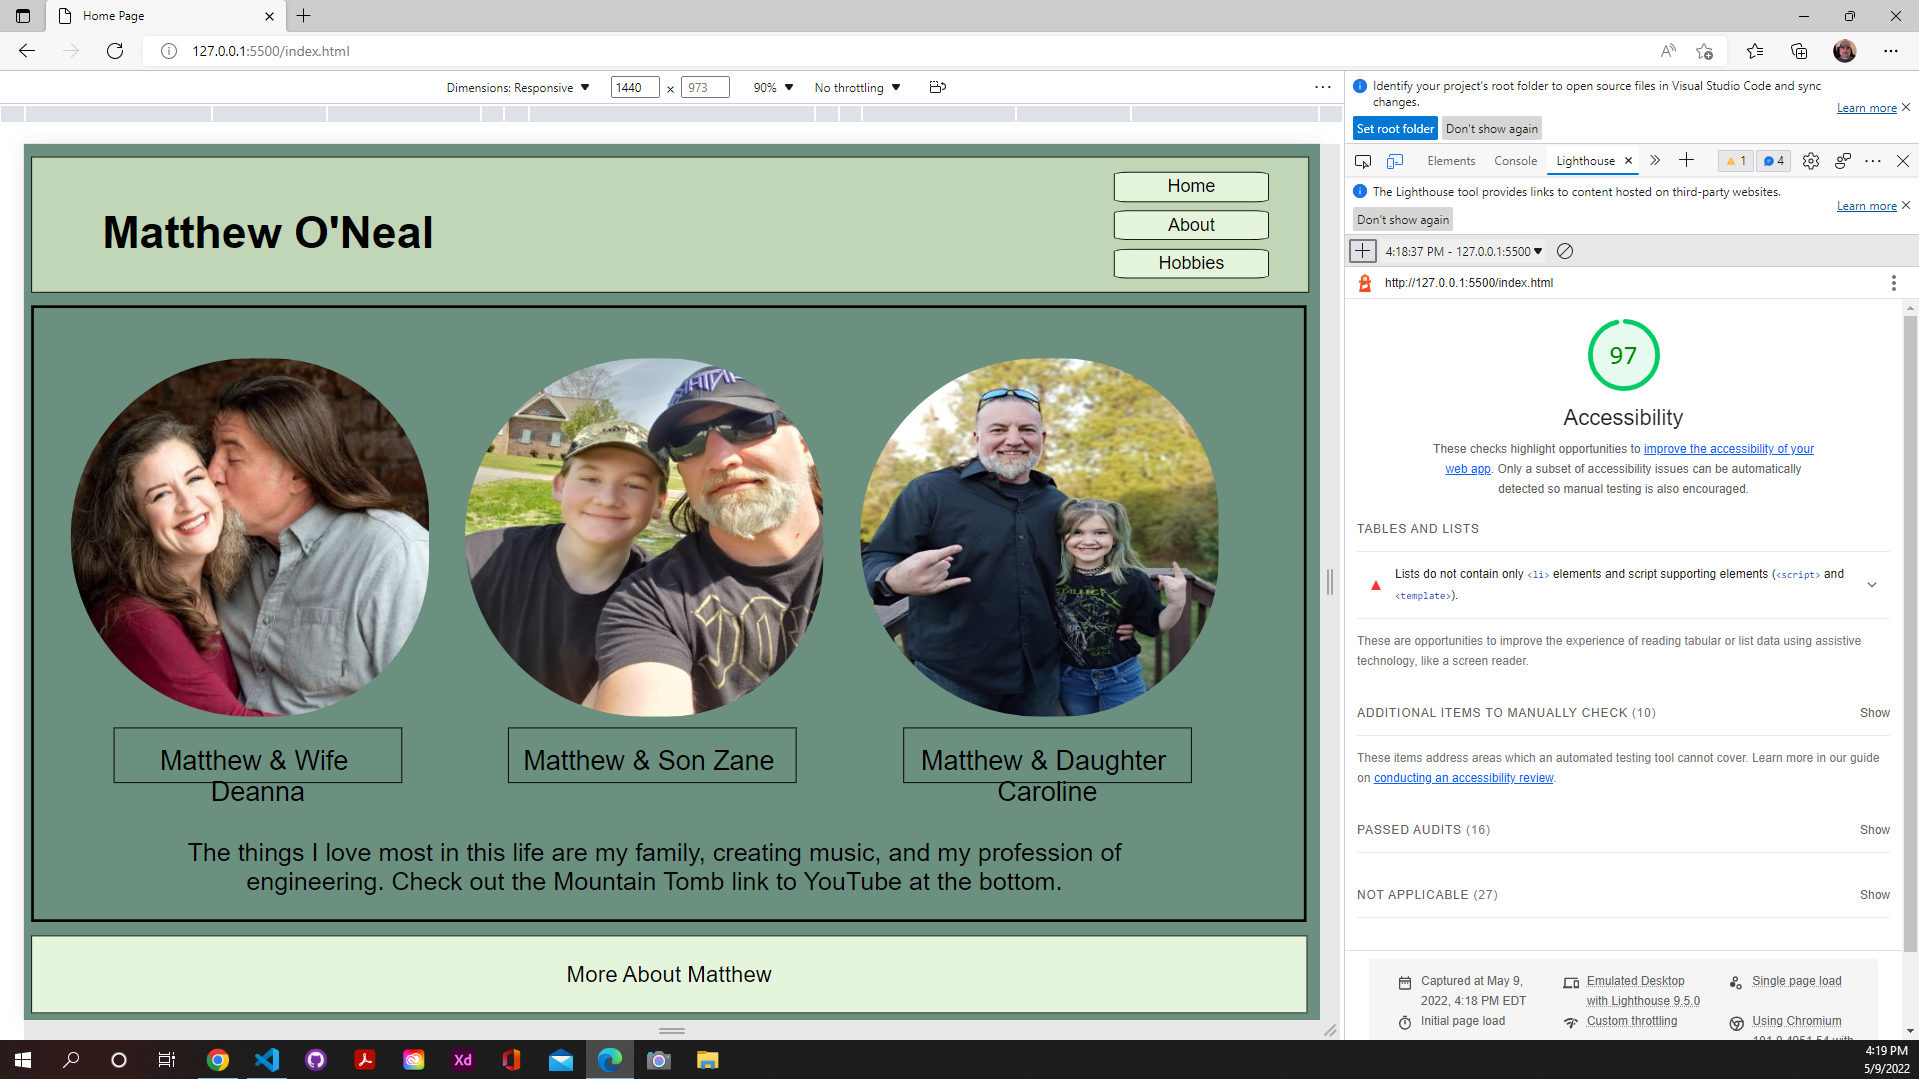 Home Page
127.0.0.1:5500/index.html
Dimensions: Responsive 1440 × 973 90% No throttling
Identify your project's root folder to open source files in Visual Studio Code and sync
changes.
Learn more
Set root folder Don't show again
Elements Console Lighthouse 1 4
The Lighthouse tool provides links to content hosted on third-party websites.
Learn more
Don't show again
4:18:37 PM - 127.0.0.1:5500
http://127.0.0.1:5500/index.html
Matthew O'Neal
Home
About
Hobbies
Matthew & Wife
Deanna
Matthew & Son Zane
Matthew & Daughter
Caroline
METALLICA
The things I love most in this life are my family, creating music, and my profession of
engineering. Check out the Mountain Tomb link to YouTube at the bottom.
More About Matthew
97
Accessibility
These checks highlight opportunities to improve the accessibility of your
web app. Only a subset of accessibility issues can be automatically
detected so manual testing is also encouraged.
TABLES AND LISTS
Lists do not contain only <li> elements and script supporting elements (<script> and
<template>).
These are opportunities to improve the experience of reading tabular or list data using assistive
technology, like a screen reader.
ADDITIONAL ITEMS TO MANUALLY CHECK (10) Show
These items address areas which an automated testing tool cannot cover. Learn more in our guide
on conducting an accessibility review.
PASSED AUDITS (16) Show
NOT APPLICABLE (27) Show
Captured at May 9,
2022, 4:18 PM EDT
Emulated Desktop
with Lighthouse 9.5.0
Single page load
Initial page load
Custom throttling
Using Chromium
101.0.4951.54 with
Xd
4:19 PM
5/9/2022